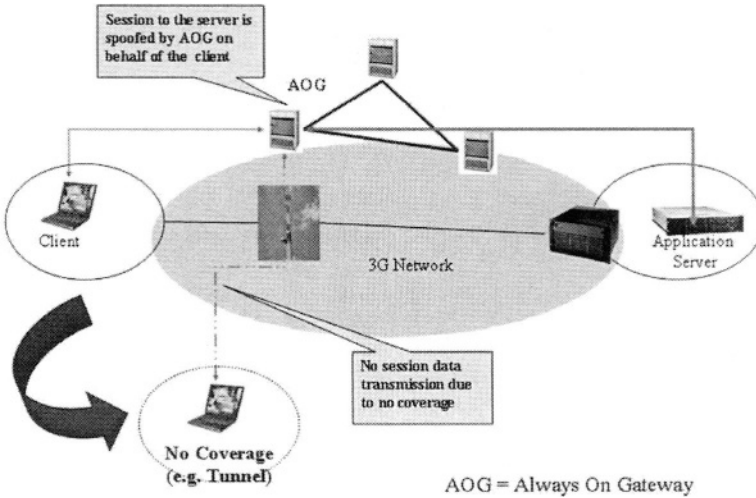 Session to the server is
spoofed by AOG on
behalf of the client
AOG
Client
3G Network
Application
Server
No session data
transmission due
to no coverage
No Coverage
(e.g. Tunnel)
AOG = Always On Gateway